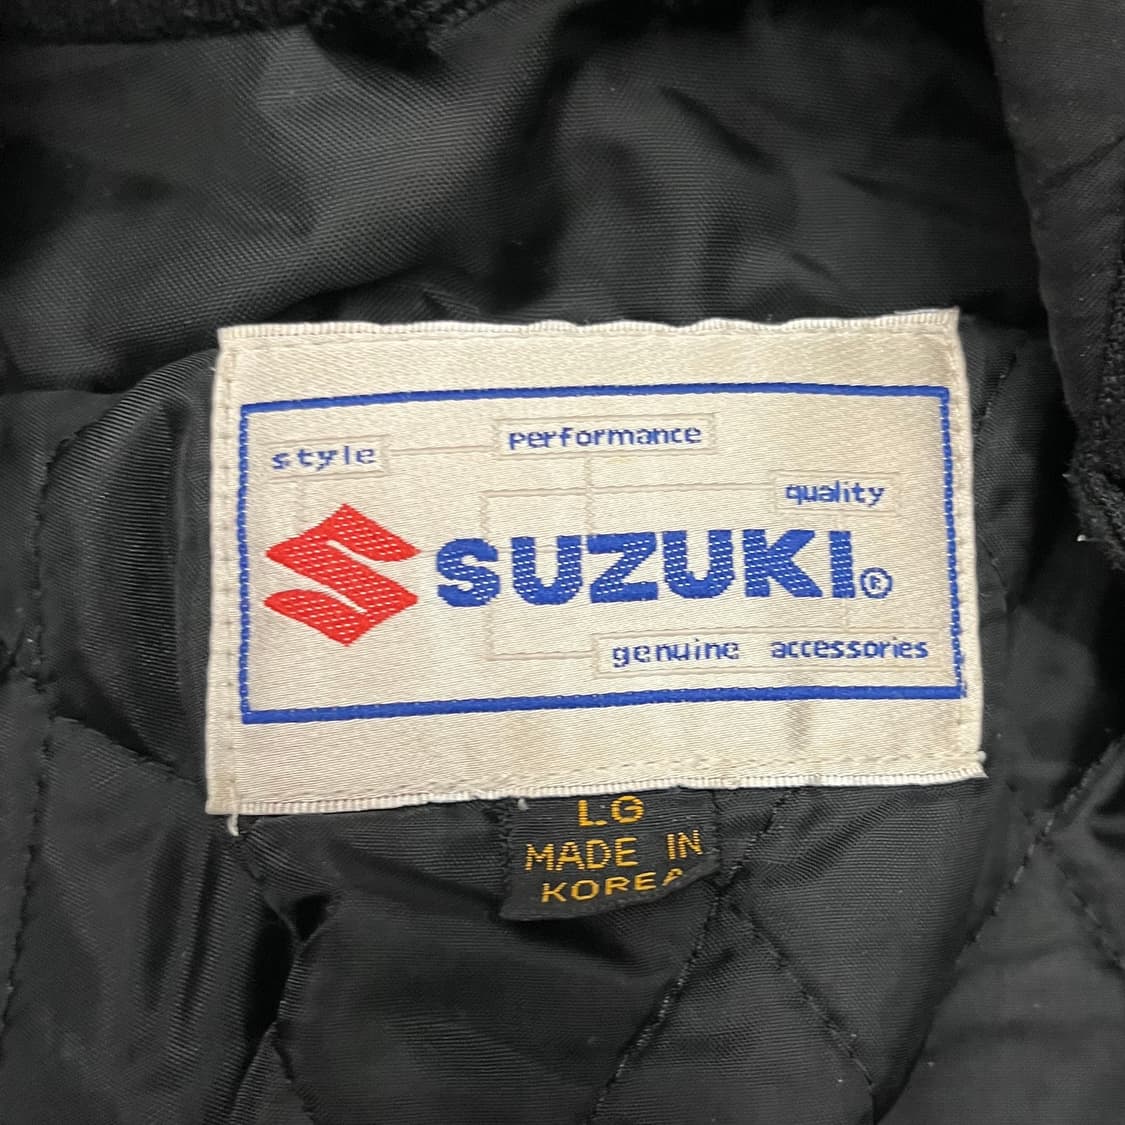 style
performance
quality
SUZUKI®
genuine accessories
LG
MADE IN
KOREA